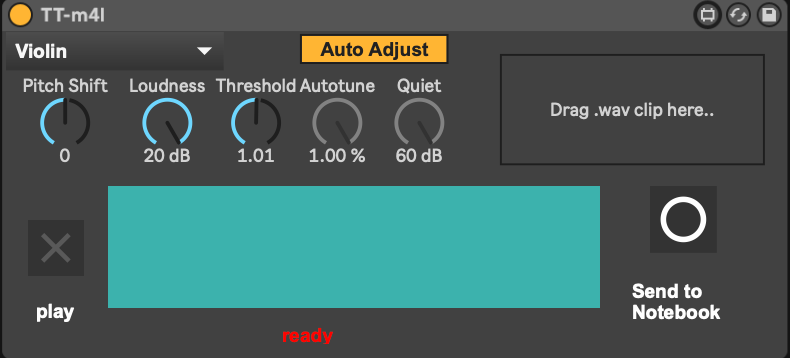 TT-m4l
Violin
Auto Adjust
Pitch Shift Loudness Threshold Autotune Quiet
0 20 dB 1.01 1.00 % 60 dB
Drag .wav clip here..
play
ready
Send to
Notebook